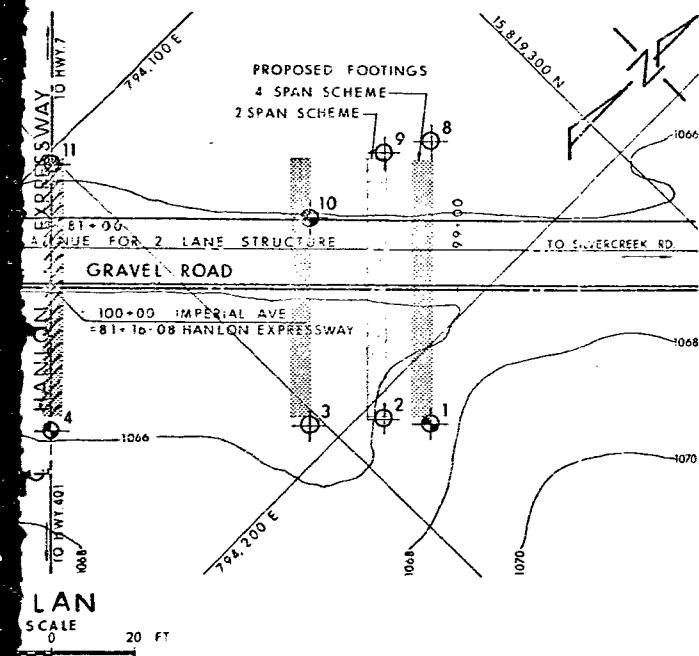 TO HWY. 7
794,100 E
15,819,300 N
N
PROPOSED FOOTINGS
4 SPAN SCHEME
2 SPAN SCHEME
9
8
1066
11
10
EXPRESSWAY
81+00
99+00
FOR 2 LANE STRUCTURE
TO SILVERCREEK RD.
GRAVEL ROAD
100+00 IMPERIAL AVE
=81+16.08 HANLON EXPRESSWAY
HANLON
1068
4
3
2
1
1066
1070
TO HWY. 401
1068
794,200 E
1068
1070
LAN
SCALE
0 20 FT